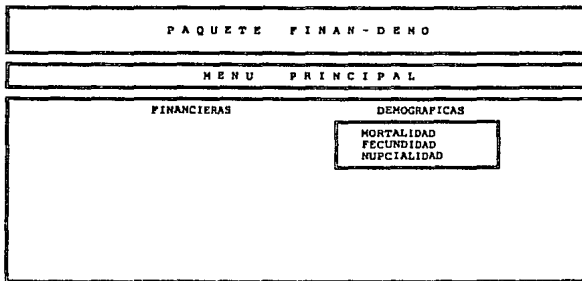 PAQUETE FINAN-DEMO
MENU PRINCIPAL
FINANCIERAS DEMOGRAFICAS
MORTALIDAD
FECUNDIDAD
NUPCIALIDAD